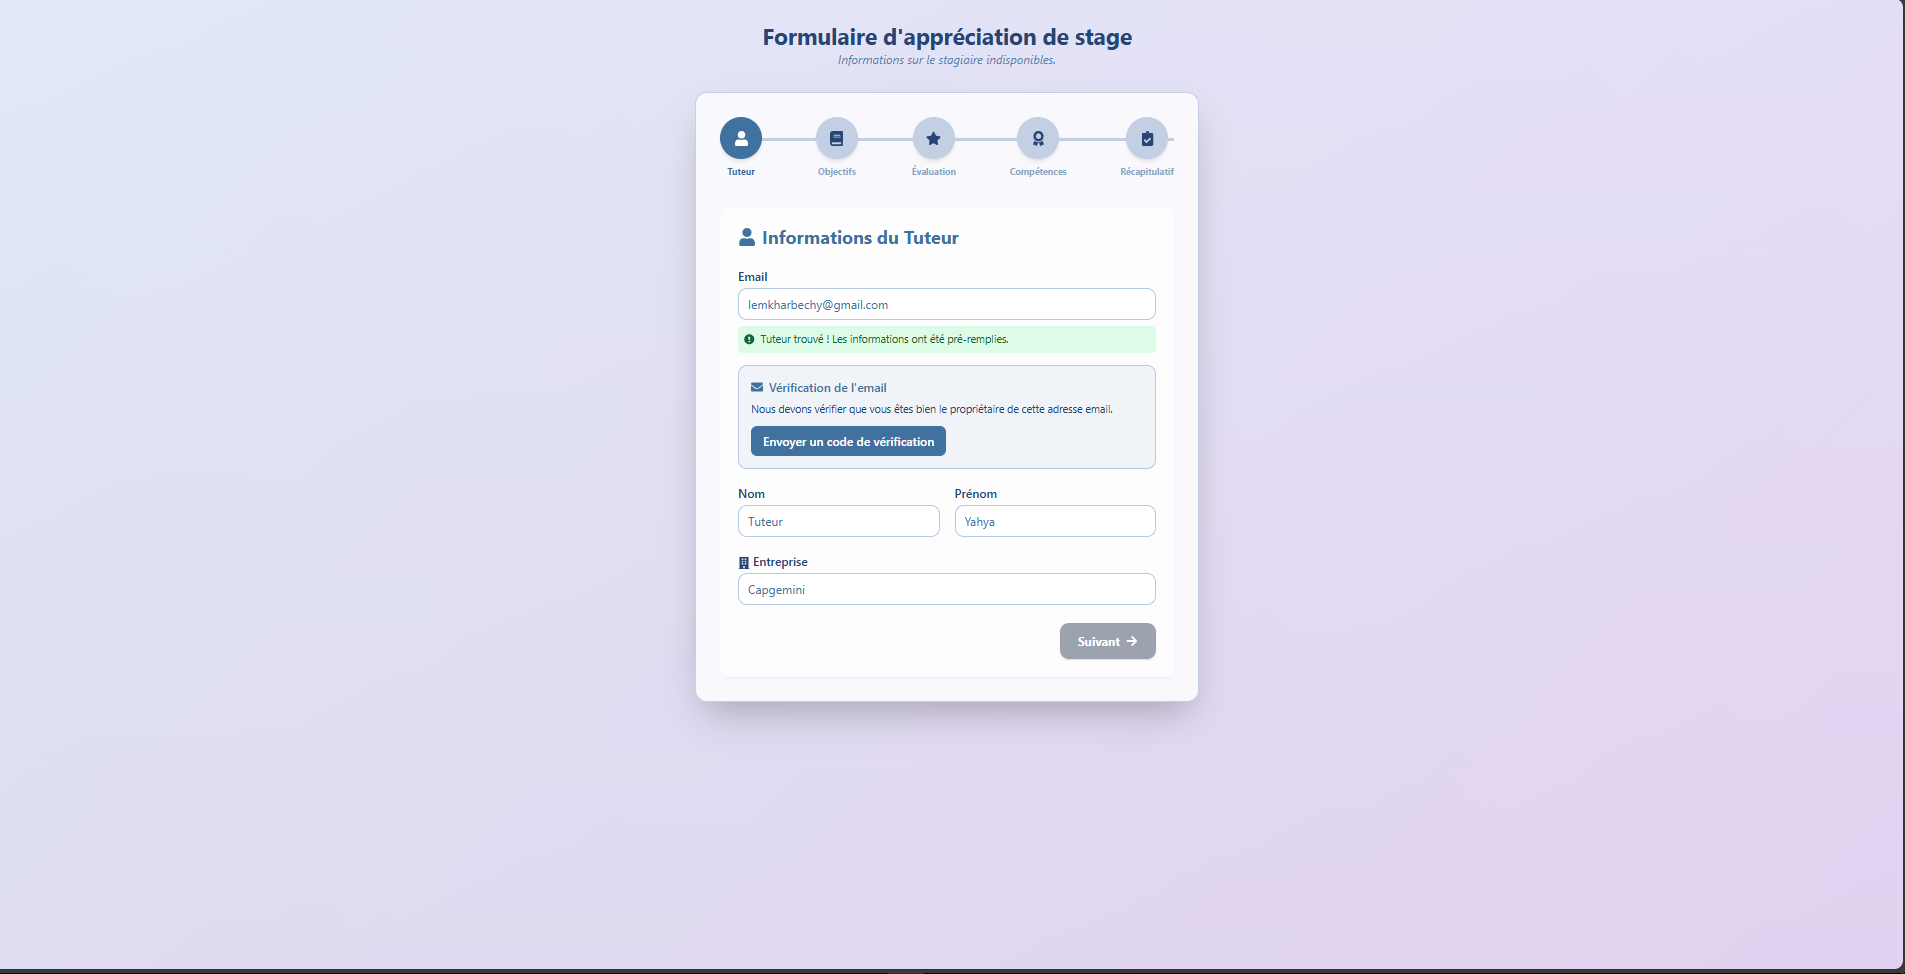 Formulaire d'appréciation de stage
Informations sur le stagiaire indisponibles.
Tuteur Objectifs Évaluation Compétences Récapitulatif
Informations du Tuteur
Email
lemkharbechy@gmail.com
Tuteur trouvé ! Les informations ont été pré-remplies.
Vérification de l'email
Nous devons vérifier que vous êtes bien le propriétaire de cette adresse email.
Envoyer un code de vérification
Nom Prénom
Tuteur Yahya
Entreprise
Capgemini
Suivant →